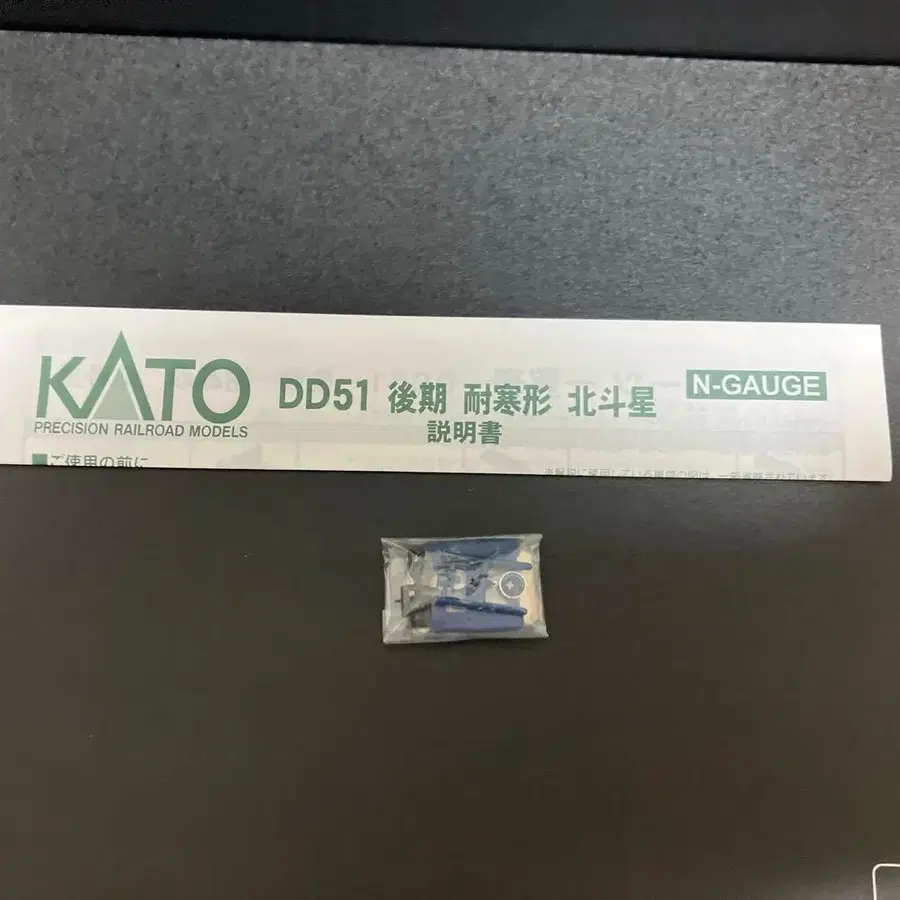 KATO
PRECISION RAILROAD MODELS
DD51 後期 耐寒形 北斗星
説明書
N-GAUGE
■ご使用の前に